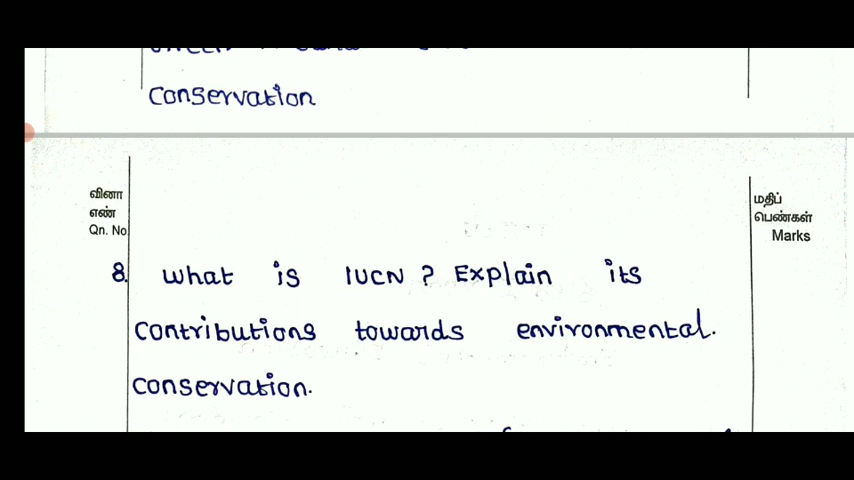 conservation
வினா
எண்
Qn. No
மதிப்
பெண்கள்
Marks
8. what is IUCN ? Explain its
contributions towards environmental.
conservation.